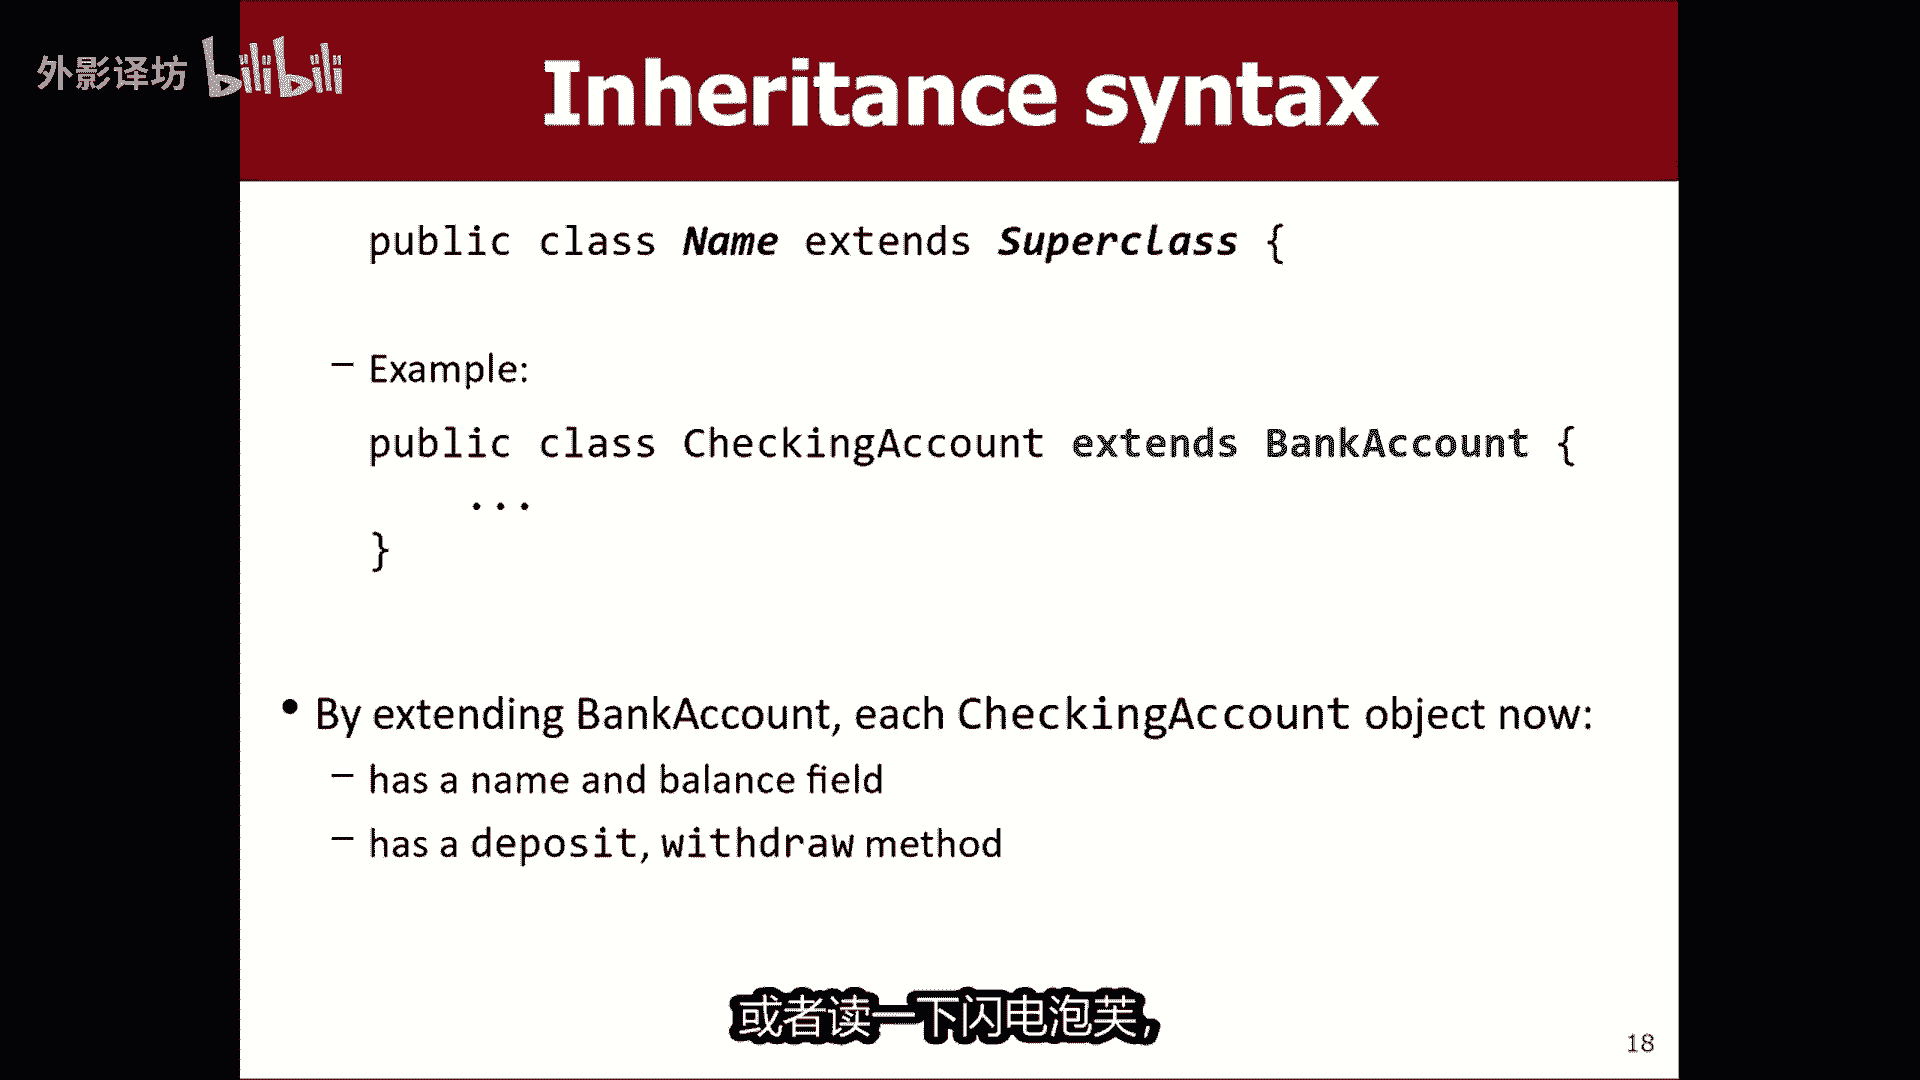 外影译坊 bilibili
Inheritance syntax
public class Name extends Superclass {
– Example:
public class CheckingAccount extends BankAccount {
...
}
• By extending BankAccount, each CheckingAccount object now:
– has a name and balance field
– has a deposit, withdraw method
或者读一下闪电泡芙,
18